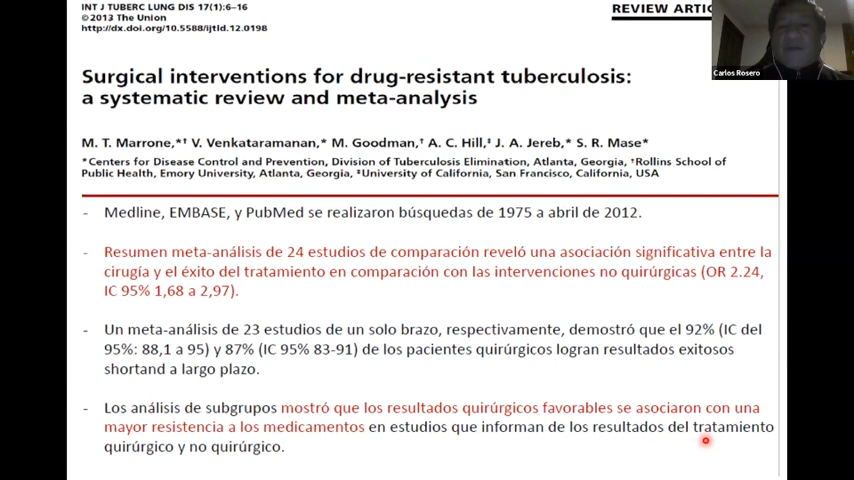 INT J TUBERC LUNG DIS 17(1):6–16
© 2013 The Union
http://dx.doi.org/10.5588/ijtld.12.0198
REVIEW ARTIC
Carlos Rosero
Surgical interventions for drug-resistant tuberculosis:
a systematic review and meta-analysis
M. T. Marrone,*† V. Venkataramanan,* M. Goodman,† A. C. Hill,‡ J. A. Jereb,* S. R. Mase*
*Centers for Disease Control and Prevention, Division of Tuberculosis Elimination, Atlanta, Georgia, †Rollins School of
Public Health, Emory University, Atlanta, Georgia, ‡University of California, San Francisco, California, USA
- Medline, EMBASE, y PubMed se realizaron búsquedas de 1975 a abril de 2012.
- Resumen meta-análisis de 24 estudios de comparación reveló una asociación significativa entre la
cirugía y el éxito del tratamiento en comparación con las intervenciones no quirúrgicas (OR 2.24,
IC 95% 1,68 a 2,97).
- Un meta-análisis de 23 estudios de un solo brazo, respectivamente, demostró que el 92% (IC del
95%: 88,1 a 95) y 87% (IC 95% 83-91) de los pacientes quirúrgicos logran resultados exitosos
shortand a largo plazo.
- Los análisis de subgrupos mostró que los resultados quirúrgicos favorables se asociaron con una
mayor resistencia a los medicamentos en estudios que informan de los resultados del tratamiento
quirúrgico y no quirúrgico.